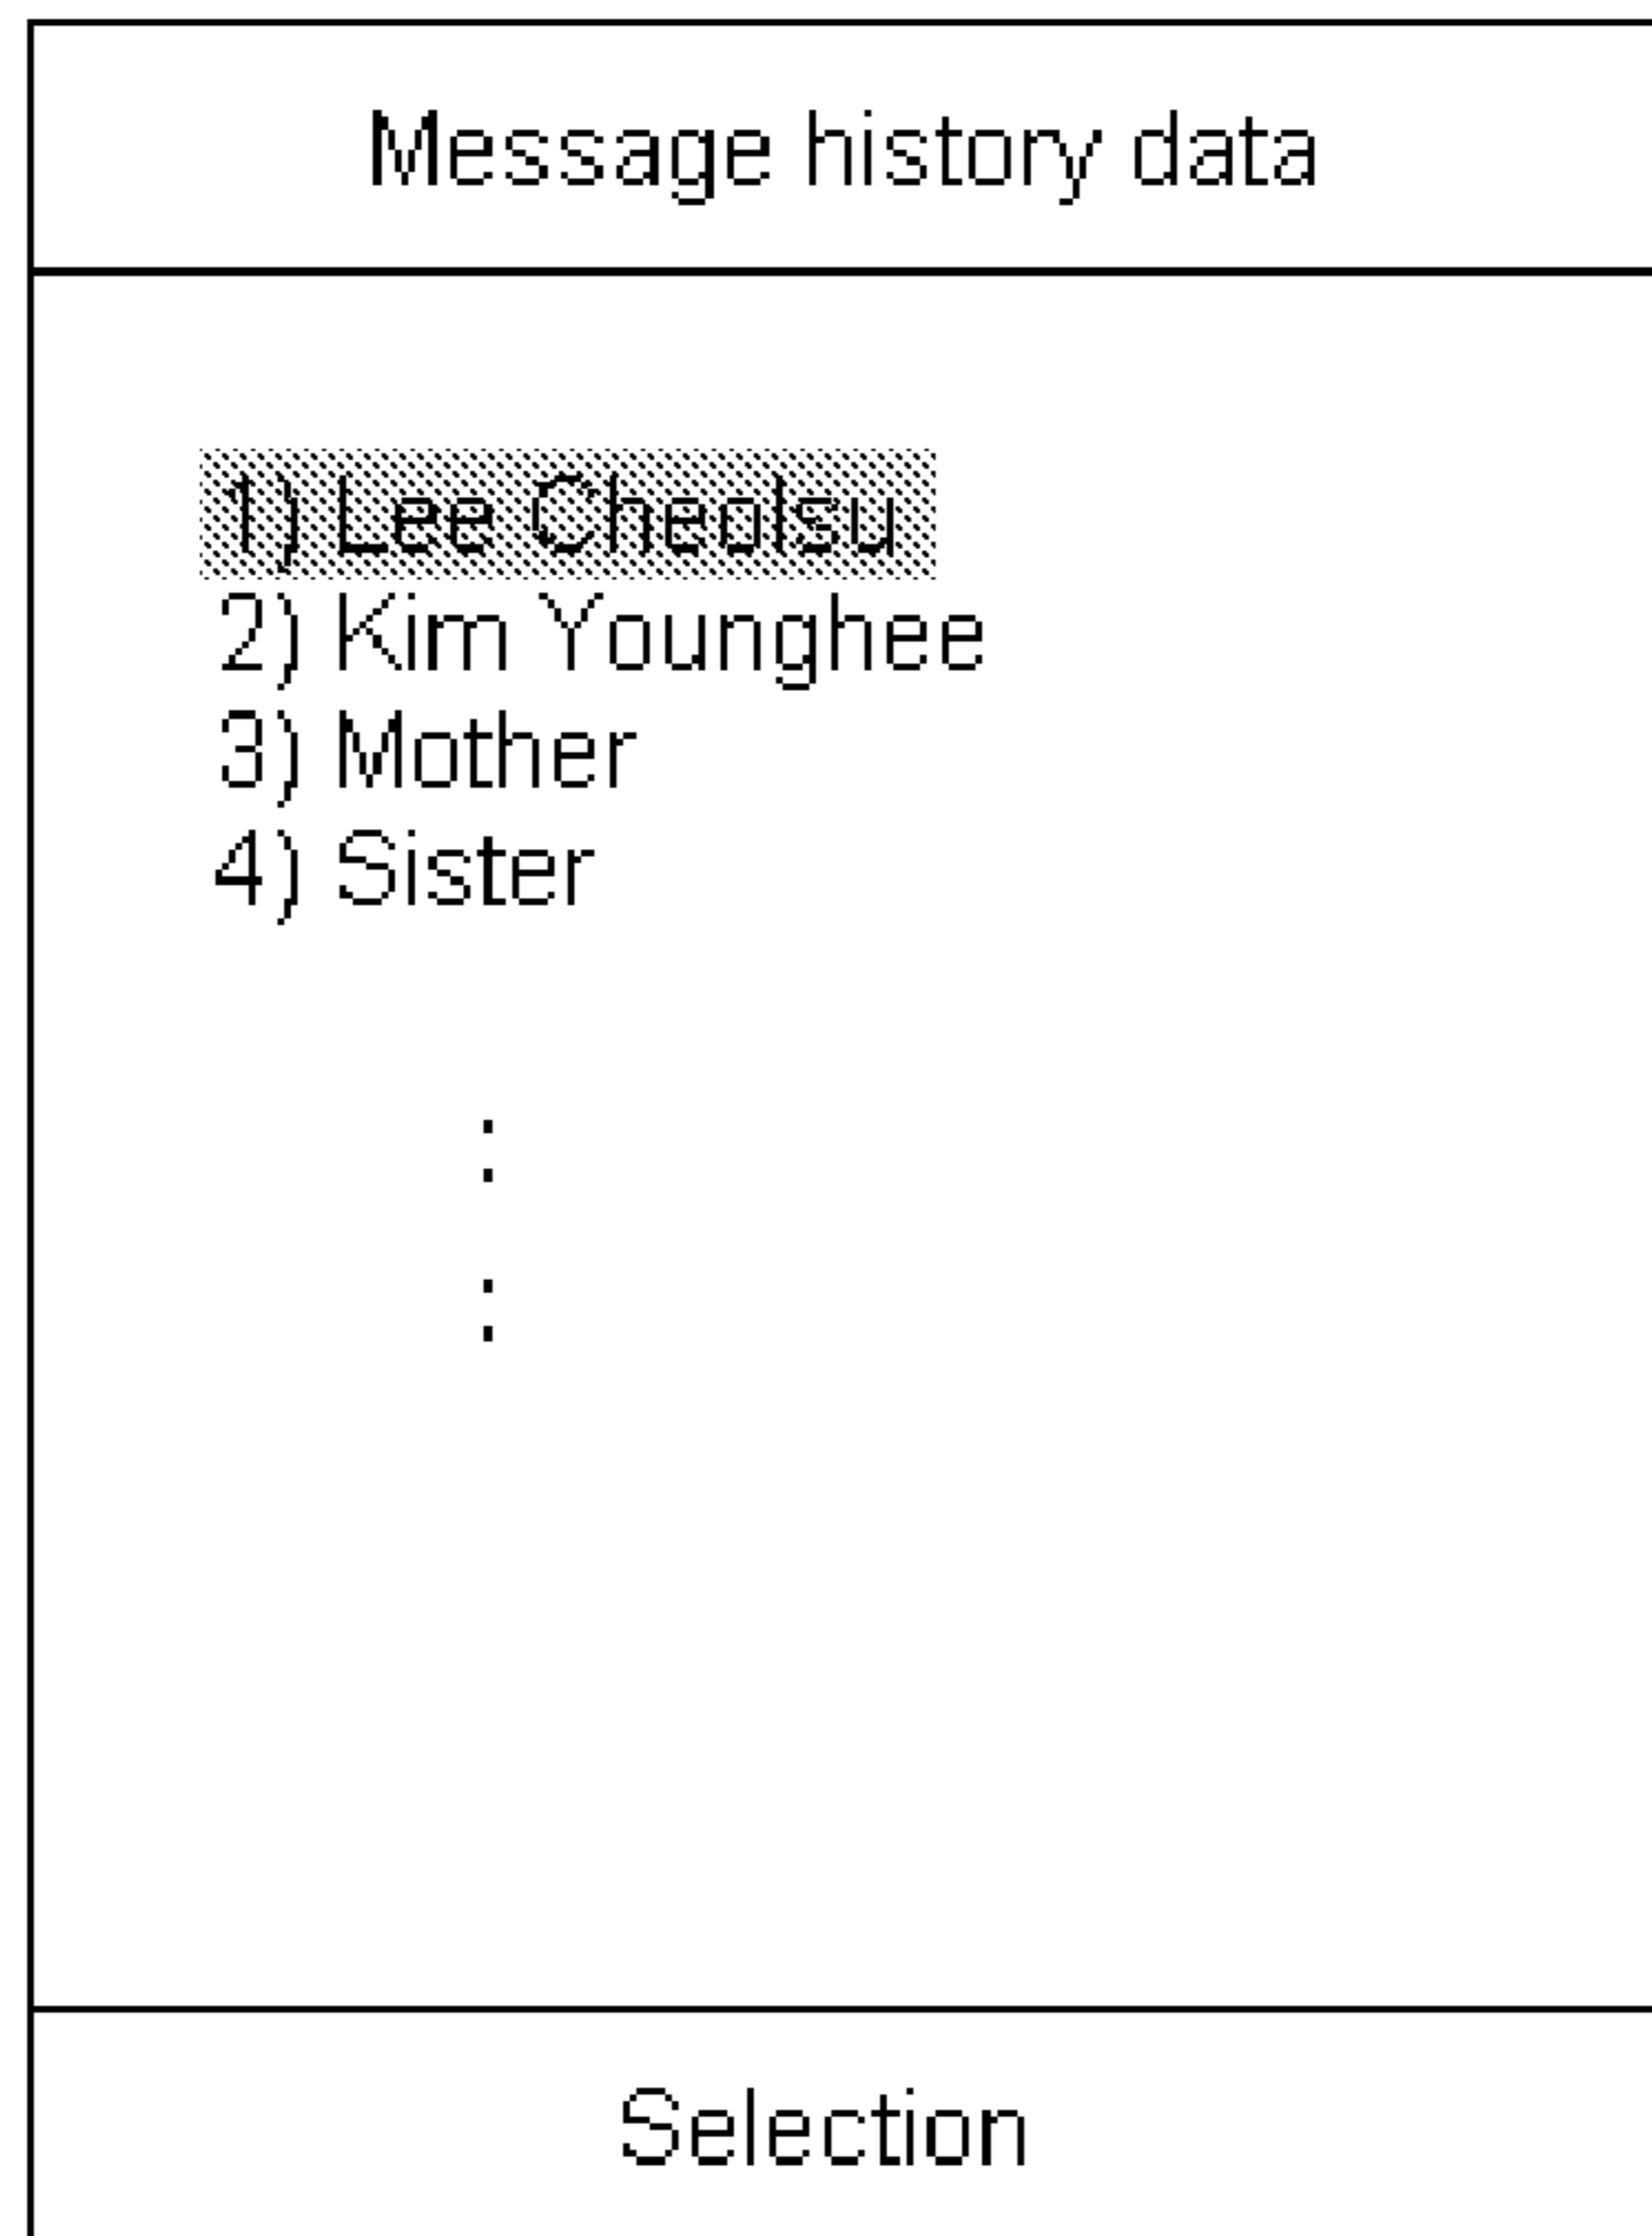 Message history data
1) Lee Cheolsu
2) Kim Younghee
3) Mother
4) Sister
:
:
Selection